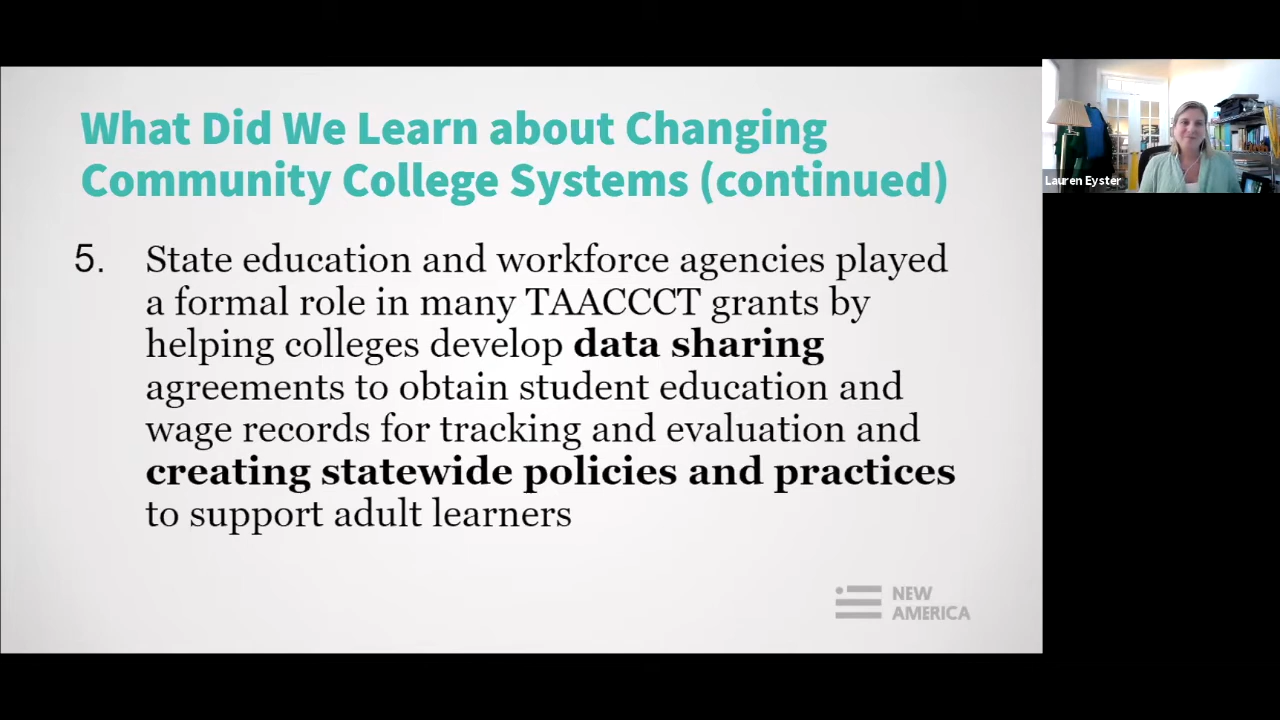 What Did We Learn about Changing
Community College Systems (continued)
5. State education and workforce agencies played
a formal role in many TAACCCT grants by
helping colleges develop data sharing
agreements to obtain student education and
wage records for tracking and evaluation and
creating statewide policies and practices
to support adult learners
NEW
AMERICA
Lauren Eyster